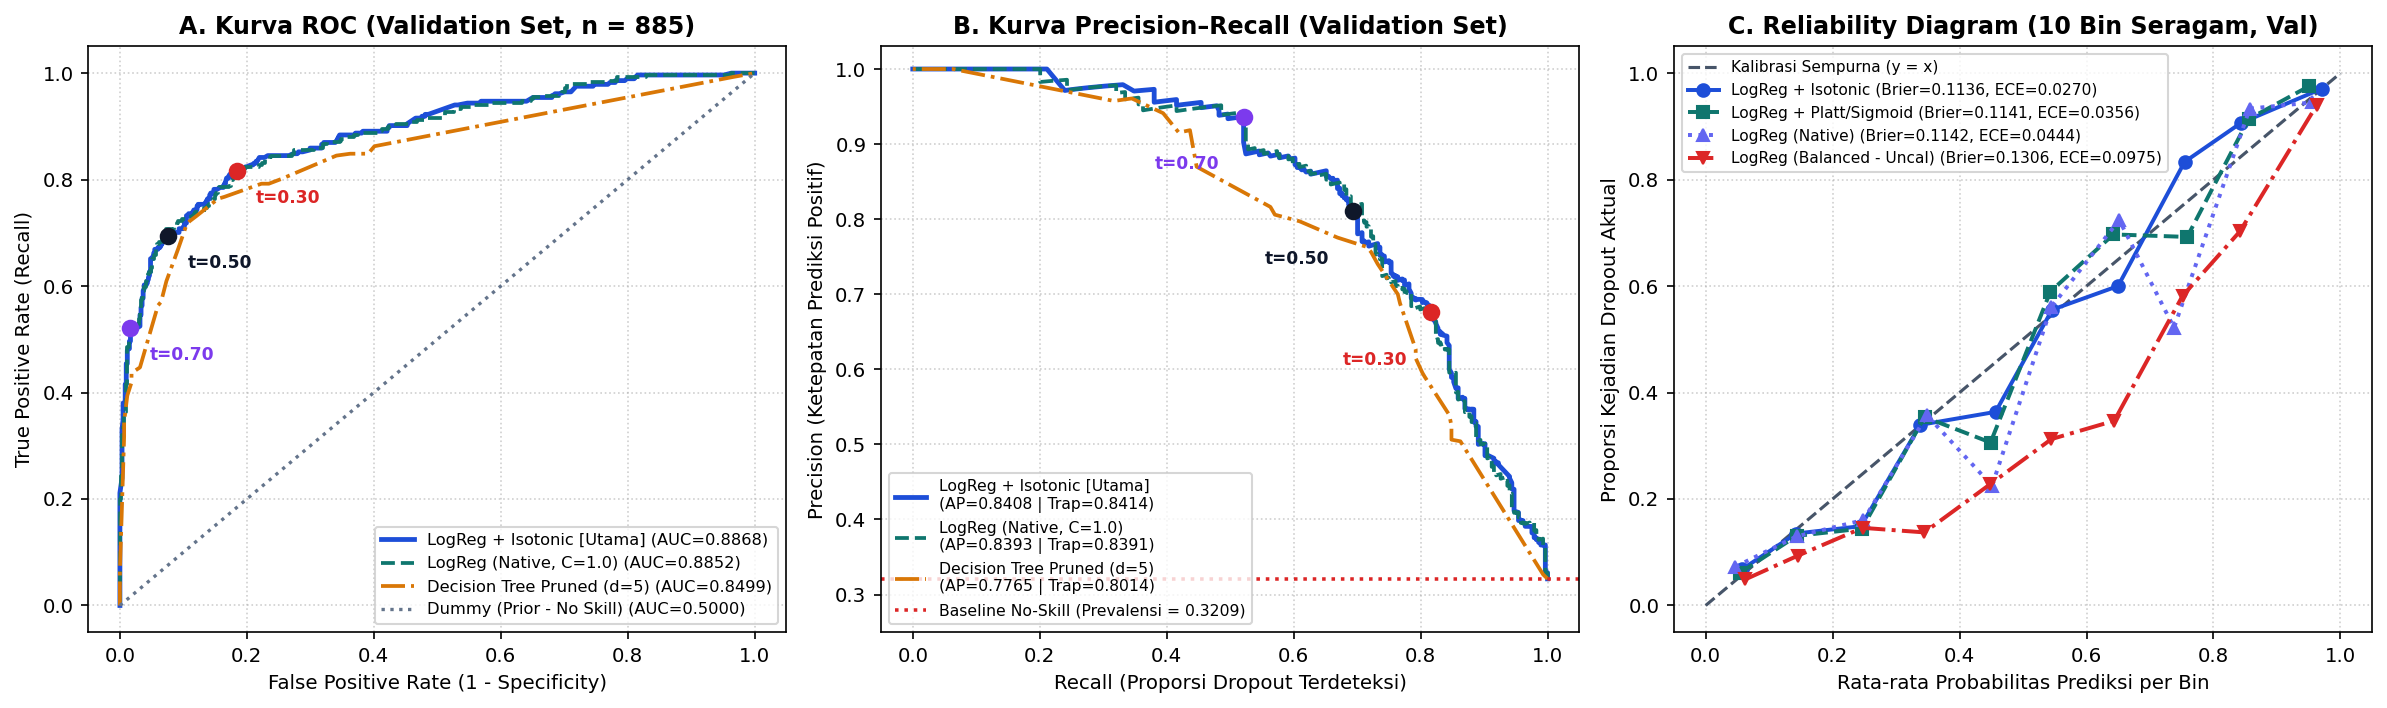 A. Kurva ROC (Validation Set, n = 885)
1.0
0.8
0.6
0.4
0.2
0.0
True Positive Rate (Recall)
t=0.30
t=0.50
t=0.70
LogReg + Isotonic [Utama] (AUC=0.8868)
LogReg (Native, C=1.0) (AUC=0.8852)
Decision Tree Pruned (d=5) (AUC=0.8499)
Dummy (Prior - No Skill) (AUC=0.5000)
0.0 0.2 0.4 0.6 0.8 1.0
False Positive Rate (1 - Specificity)
B. Kurva Precision–Recall (Validation Set)
1.0
0.9
0.8
0.7
0.6
0.5
0.4
0.3
Precision (Ketepatan Prediksi Positif)
t=0.70
t=0.50
t=0.30
LogReg + Isotonic [Utama]
(AP=0.8408 | Trap=0.8414)
LogReg (Native, C=1.0)
(AP=0.8393 | Trap=0.8391)
Decision Tree Pruned (d=5)
(AP=0.7765 | Trap=0.8014)
Baseline No-Skill (Prevalensi = 0.3209)
0.0 0.2 0.4 0.6 0.8 1.0
Recall (Proporsi Dropout Terdeteksi)
C. Reliability Diagram (10 Bin Seragam, Val)
Kalibrasi Sempurna (y = x)
LogReg + Isotonic (Brier=0.1136, ECE=0.0270)
LogReg + Platt/Sigmoid (Brier=0.1141, ECE=0.0356)
LogReg (Native) (Brier=0.1142, ECE=0.0444)
LogReg (Balanced - Uncal) (Brier=0.1306, ECE=0.0975)
1.0
0.8
0.6
0.4
0.2
0.0
Proporsi Kejadian Dropout Aktual
0.0 0.2 0.4 0.6 0.8 1.0
Rata-rata Probabilitas Prediksi per Bin